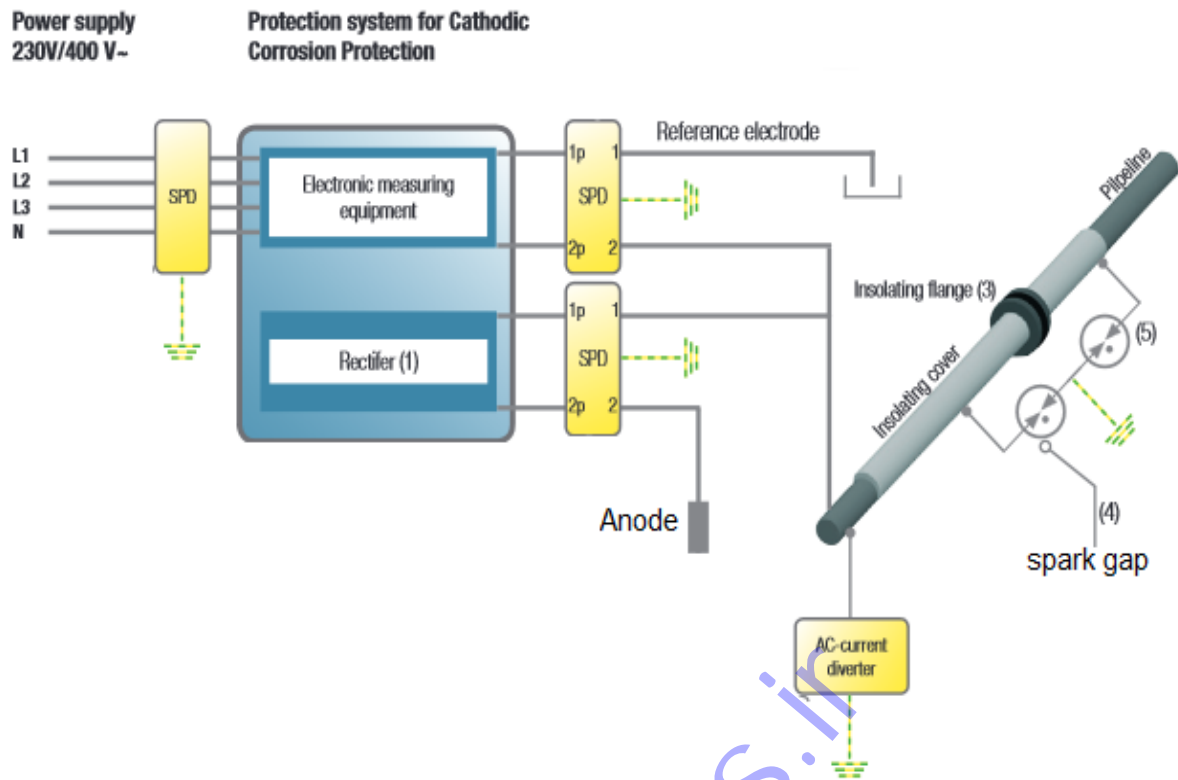 Power supply
230V/400 V~
Protection system for Cathodic
Corrosion Protection
L1
L2
L3
N
SPD
Electronic measuring
equipment
Rectifer (1)
1p 1
SPD
2p 2
1p 1
SPD
2p 2
Reference electrode
Anode
Pilpeline
Insolating flange (3)
Insolating cover
(5)
(4)
spark gap
AC-current
diverter
s.ir